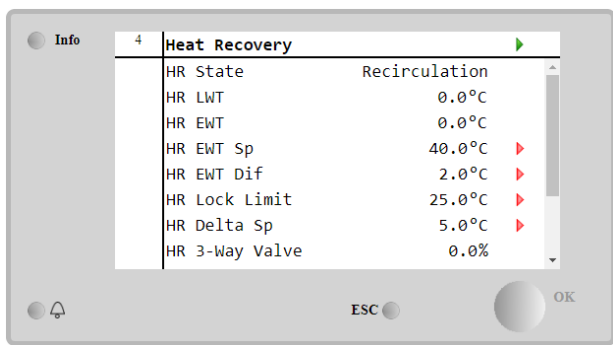 Info
4 Heat Recovery
HR State Recirculation
HR LWT 0.0°C
HR EWT 0.0°C
HR EWT Sp 40.0°C
HR EWT Dif 2.0°C
HR Lock Limit 25.0°C
HR Delta Sp 5.0°C
HR 3-Way Valve 0.0%
ESC
OK